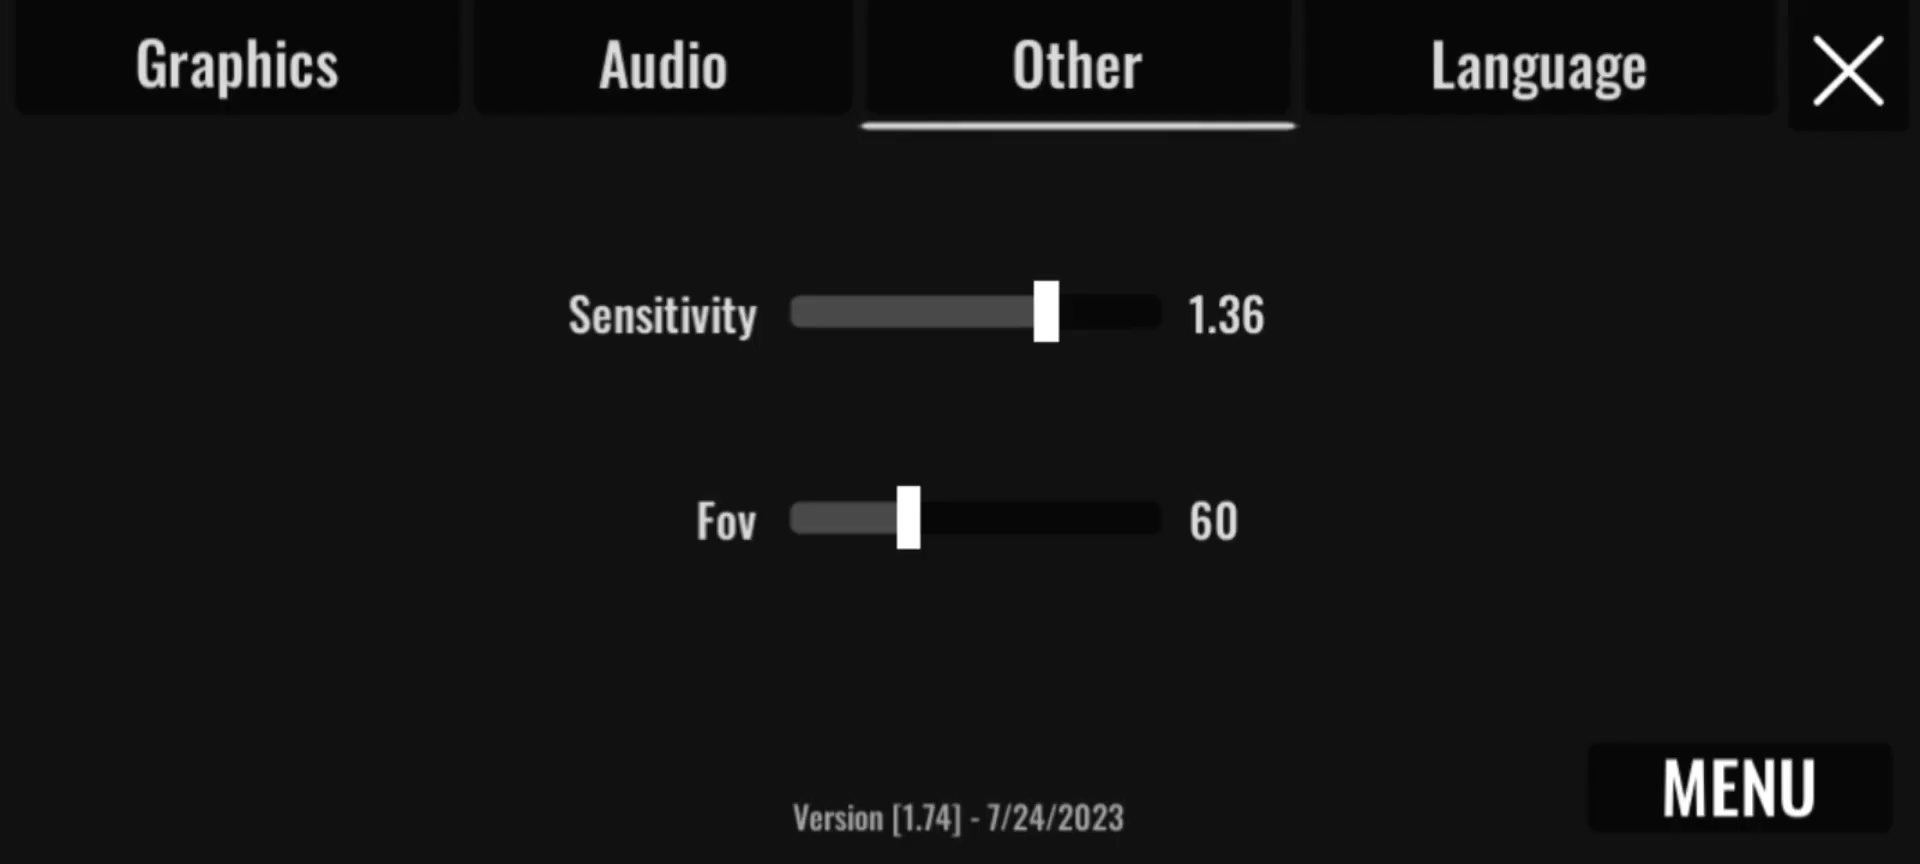 Graphics Audio Other Language
Sensitivity 1.36
Fov 60
MENU
Version [1.74] - 7/24/2023